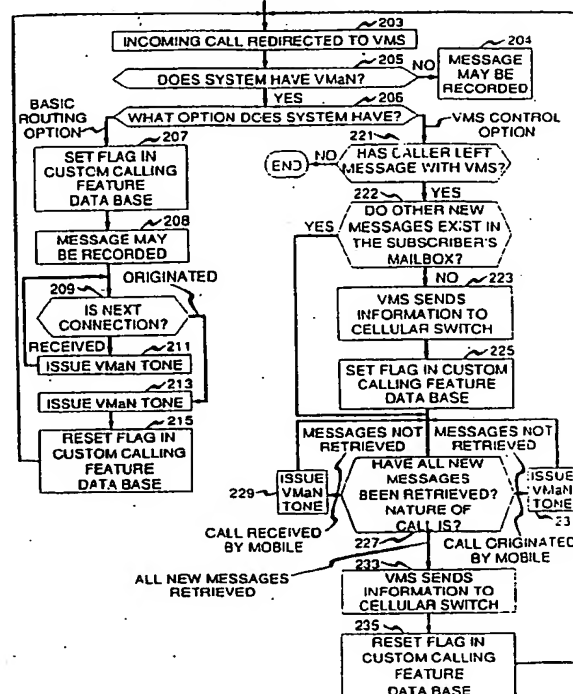 203
INCOMING CALL REDIRECTED TO VMS
204
205
DOES SYSTEM HAVE VMaN?
NO
MESSAGE
MAY BE
RECORDED
YES
206
BASIC
ROUTING
OPTION
WHAT OPTION DOES SYSTEM HAVE?
VMS CONTROL
OPTION
207
SET FLAG IN
CUSTOM CALLING
FEATURE
DATA BASE
208
MESSAGE MAY
BE RECORDED
ORIGINATED
209
IS NEXT
CONNECTION?
RECEIVED
211
ISSUE VMaN TONE
213
ISSUE VMaN TONE
215
RESET FLAG IN
CUSTOM CALLING
FEATURE
DATA BASE
221
END
NO
HAS CALLER LEFT
MESSAGE WITH VMS?
222
YES
YES
DO OTHER NEW
MESSAGES EXIST IN
THE SUBSCRIBER'S
MAILBOX?
NO
223
VMS SENDS
INFORMATION TO
CELLULAR SWITCH
225
SET FLAG IN CUSTOM
CALLING FEATURE
DATA BASE
MESSAGES NOT
RETRIEVED
MESSAGES NOT
RETRIEVED
229
ISSUE
VMaN
TONE
HAVE ALL NEW
MESSAGES
BEEN RETRIEVED?
NATURE OF
CALL IS?
ISSUE
VMaN
TONE
23
CALL RECEIVED
BY MOBILE
227
CALL ORIGINATED
BY MOBILE
ALL NEW MESSAGES
RETRIEVED
233
VMS SENDS
INFORMATION TO
CELLULAR SWITCH
235
RESET FLAG IN
CUSTOM CALLING
FEATURE
DATA BASE